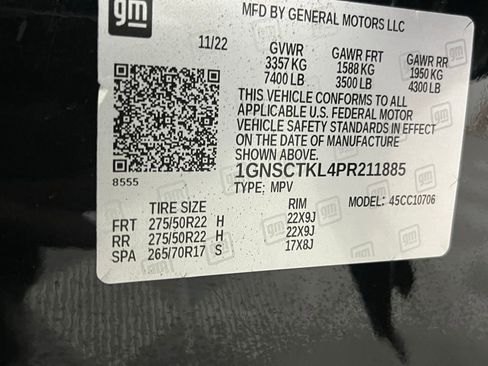 gm
MFD BY GENERAL MOTORS LLC
11/22 GVWR GAWR FRT GAWR RR
3357 KG 1588 KG 1950 KG
7400 LB 3500 LB 4300 LB
THIS VEHICLE CONFORMS TO ALL
APPLICABLE U.S. FEDERAL MOTOR
VEHICLE SAFETY STANDARDS IN EFFECT
ON THE DATE OF MANUFACTURE
SHOWN ABOVE.
8555
1GNSCTKL4PR211885
TYPE: MPV MODEL: 45CC10706
TIRE SIZE RIM
FRT 275/50R22 H 22X9J
RR 275/50R22 H 22X9J
SPA 265/70R17 S 17X8J